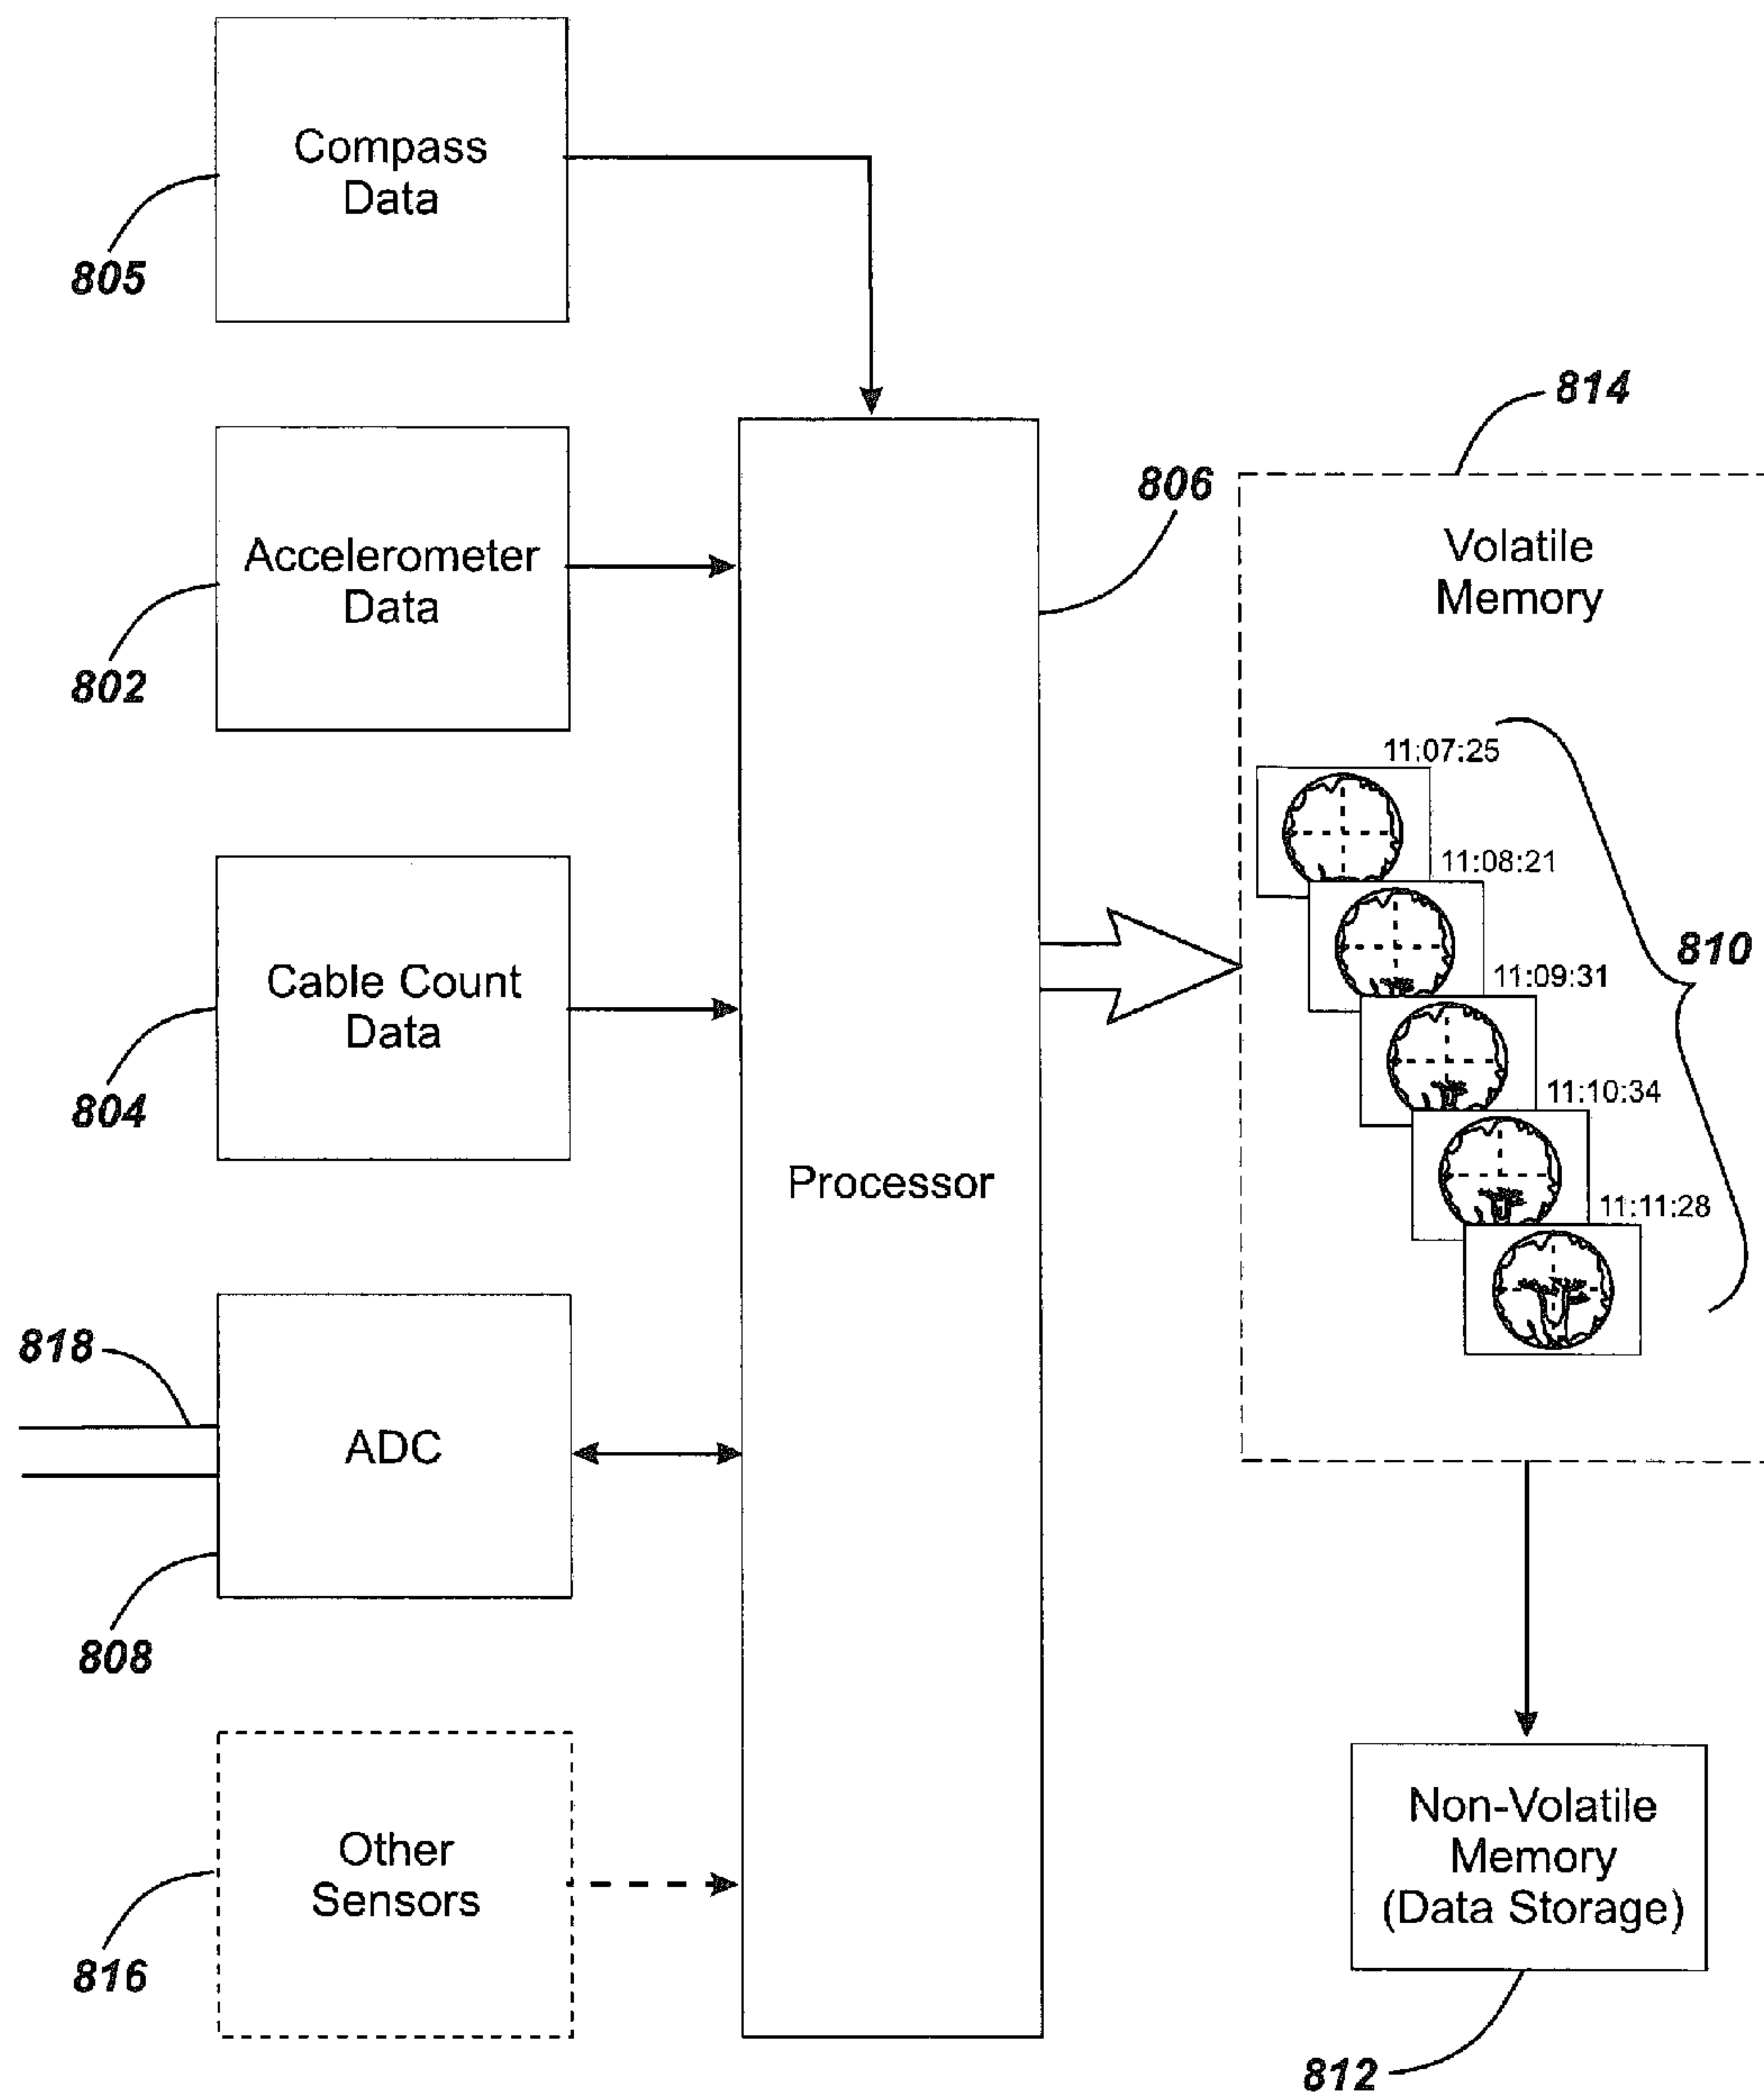 Compass
Data
805
814
Accelerometer
Data
802
806
Volatile
Memory
11:07:25
11:08:21
810
11:09:31
11:10:34
11:11:28
Cable Count
Data
804
Processor
818
ADC
808
Other
Sensors
816
Non-Volatile
Memory
(Data Storage)
812